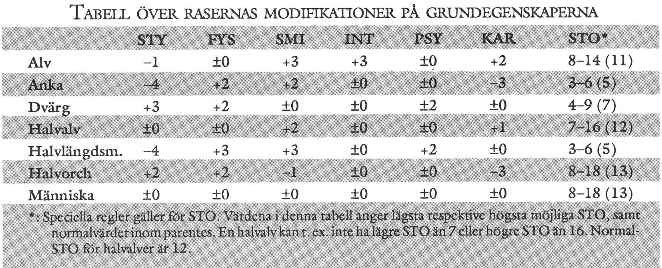 TABELL ÖVER RASERNAS MODIFIKATIONER PÅ GRUNDEGENSKAPERNA
STY FYS SMI INT PSY KAR STO*
Alv –1 ±0 +3 +3 ±0 +2 8–14 (11)
Anka –4 +2 +2 ±0 ±0 –3 3–6 (5)
Dvärg +3 +2 ±0 ±0 ±2 ±0 4–9 (7)
Halvalv ±0 ±0 +2 ±0 ±0 +1 7–16 (12)
Halvlängdsm. –4 +3 +3 ±0 +2 ±0 3–6 (5)
Halvorch +2 +2 –1 ±0 ±0 –3 8–18 (13)
Människa ±0 ±0 ±0 ±0 ±0 ±0 8–18 (13)
*: Speciella regler gäller för STO. Värdena i denna tabell anger lägsta respektive högsta möjliga STO, samt
normalvärdet inom parentes. En halvalv kan t. ex. inte ha lägre STO än 7 eller högre STO än 16. Normal-
STO för halvalver är 12.